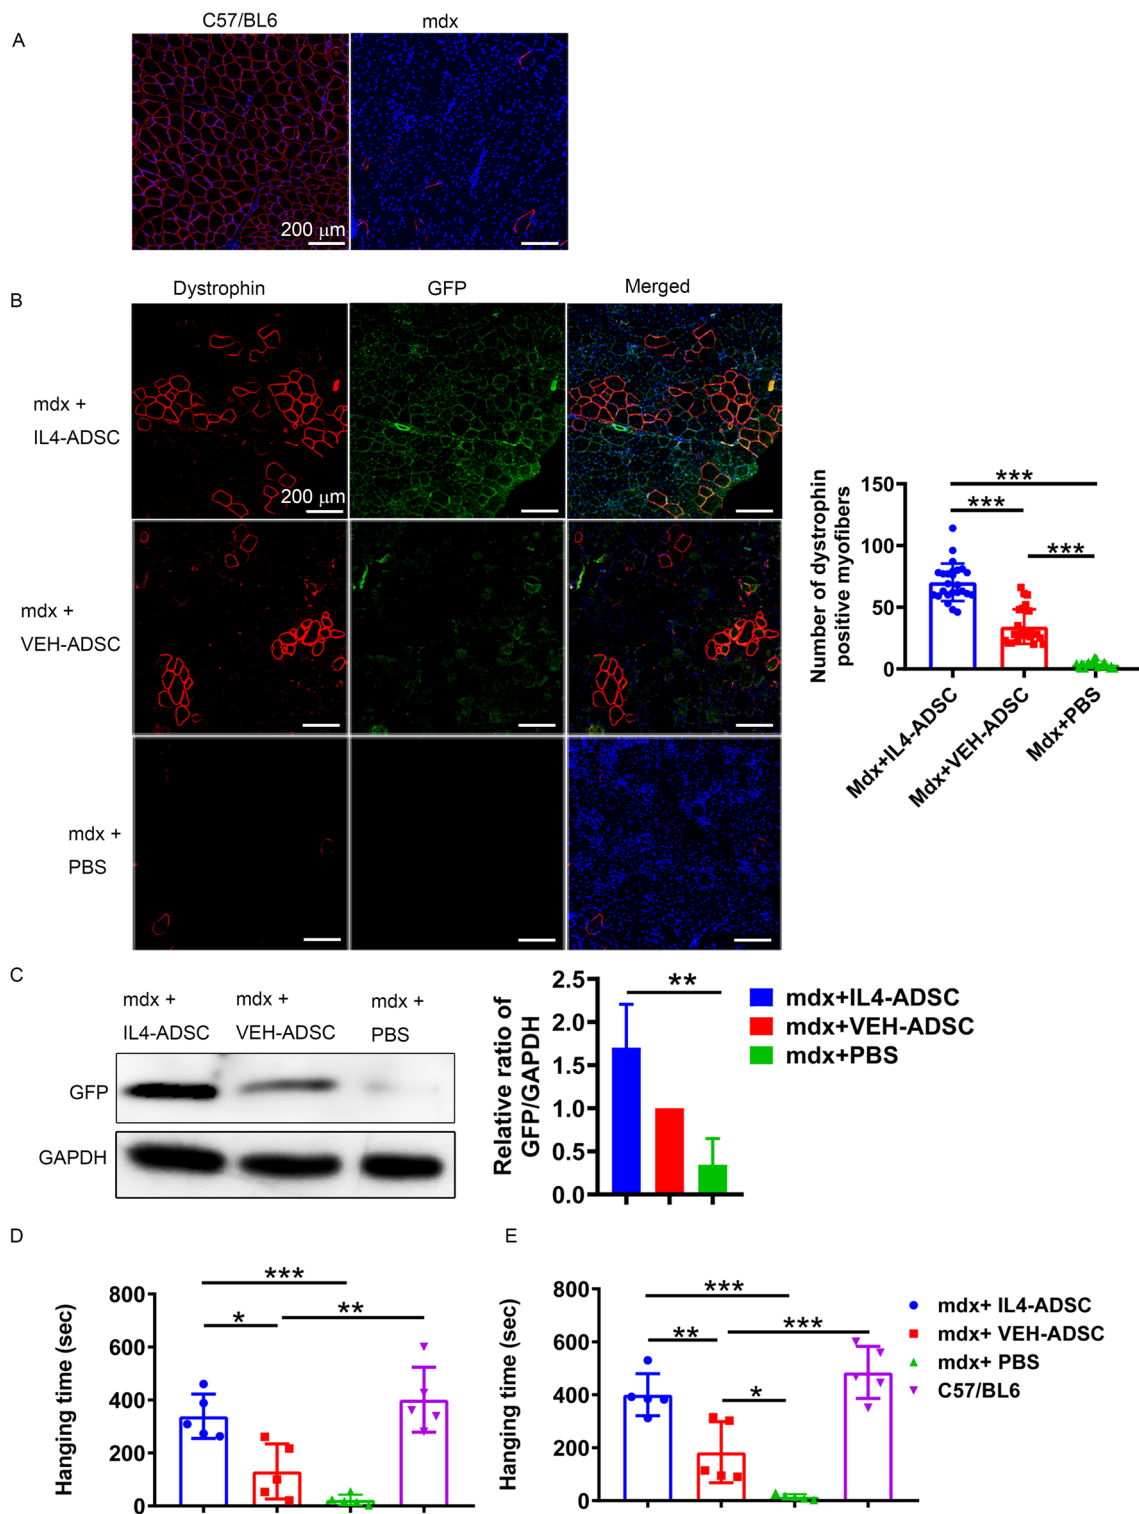 A
C57/BL6
mdx
200 μm
B
Dystrophin
GFP
Merged
mdx +
IL4-ADSC
200 μm
mdx +
VEH-ADSC
mdx +
PBS
Number of dystrophin
positive myofibers
150
100
50
0
***
***
***
Mdx+IL4-ADSC
Mdx+VEH-ADSC
Mdx+PBS
C
mdx +
IL4-ADSC
mdx +
VEH-ADSC
mdx +
PBS
GFP
GAPDH
Relative ratio of
GFP/GAPDH
2.5
2.0
1.5
1.0
0.5
0.0
**
mdx+IL4-ADSC
mdx+VEH-ADSC
mdx+PBS
D
Hanging time (sec)
800
600
400
200
0
***
*
**
E
Hanging time (sec)
800
600
400
200
0
***
**
***
*
mdx+ IL4-ADSC
mdx+ VEH-ADSC
mdx+ PBS
C57/BL6